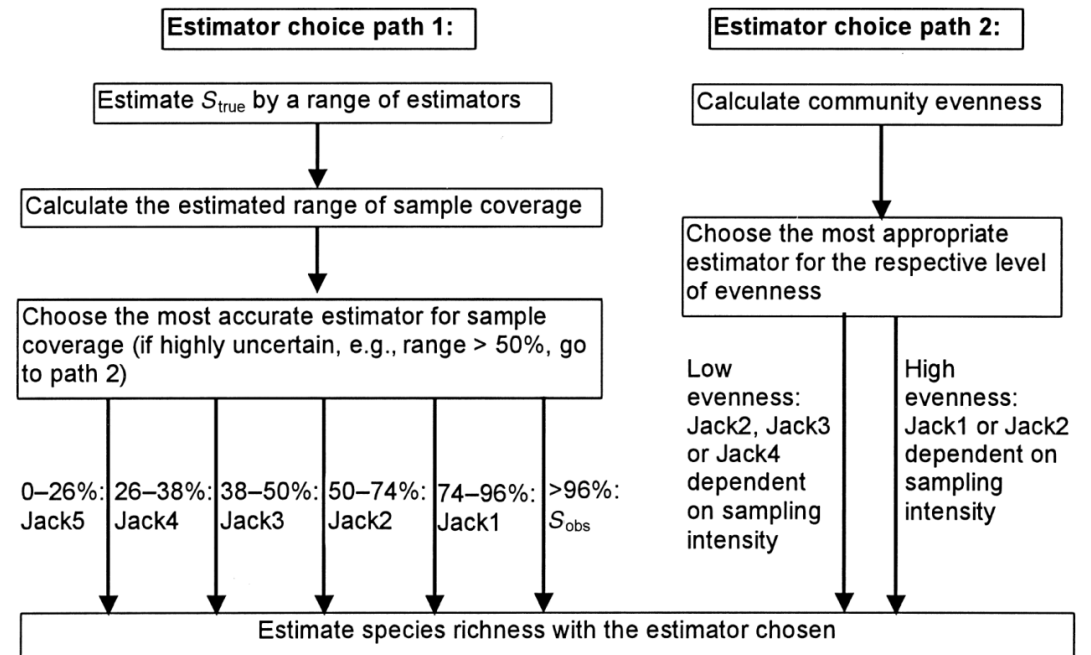 Estimator choice path 1:
Estimate Strue by a range of estimators
Calculate the estimated range of sample coverage
Choose the most accurate estimator for sample
coverage (if highly uncertain, e.g., range > 50%, go
to path 2)
0–26%:
Jack5
26–38%:
Jack4
38–50%:
Jack3
50–74%:
Jack2
74–96%:
Jack1
>96%:
Sobs
Estimator choice path 2:
Calculate community evenness
Choose the most appropriate
estimator for the respective level
of evenness
Low
evenness:
Jack2, Jack3
or Jack4
dependent
on sampling
intensity
High
evenness:
Jack1 or Jack2
dependent on
sampling
intensity
Estimate species richness with the estimator chosen